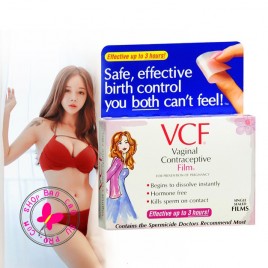 Effective up to 3 hours!
Safe, effective
birth control
you both can't feel!
VCF
Vaginal
Contraceptive
Film
• Begins to dissolve instantly
• Hormone free
• Kills sperm on contact
Effective up to 3 hours!
FILMS
Contains the Spermicide Doctors Recommend Most